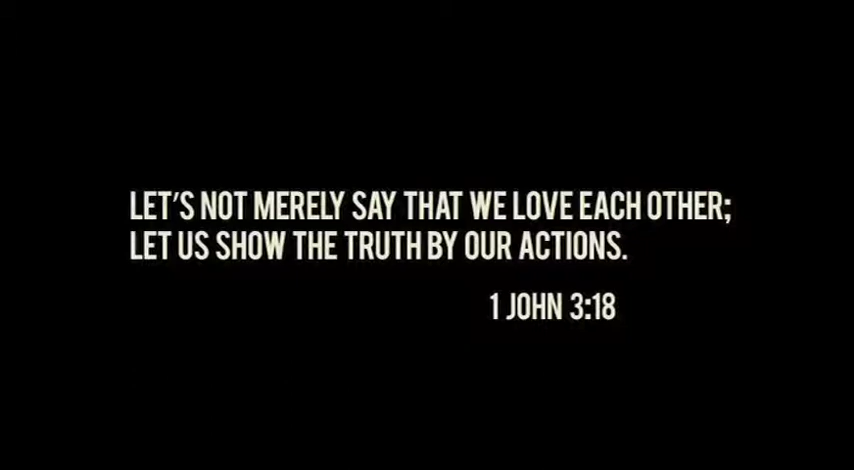 LET'S NOT MERELY SAY THAT WE LOVE EACH OTHER;
LET US SHOW THE TRUTH BY OUR ACTIONS.
1 JOHN 3:18